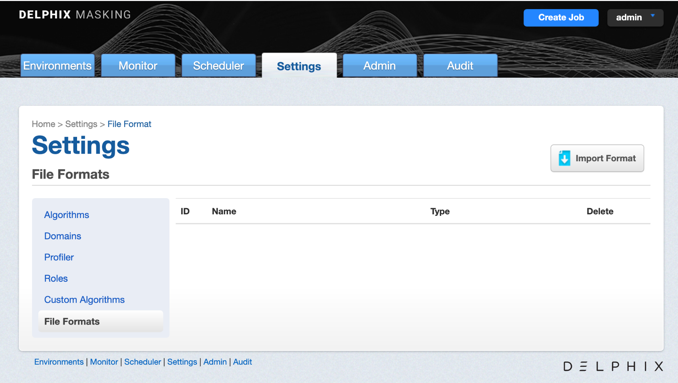 DELPHIX MASKING
Create Job
admin
Environments
Monitor
Scheduler
Settings
Admin
Audit
Home > Settings > File Format
Settings
Import Format
File Formats
Algorithms
Domains
Profiler
Roles
Custom Algorithms
File Formats
ID Name Type Delete
Environments | Monitor | Scheduler | Settings | Admin | Audit
DELPHIX